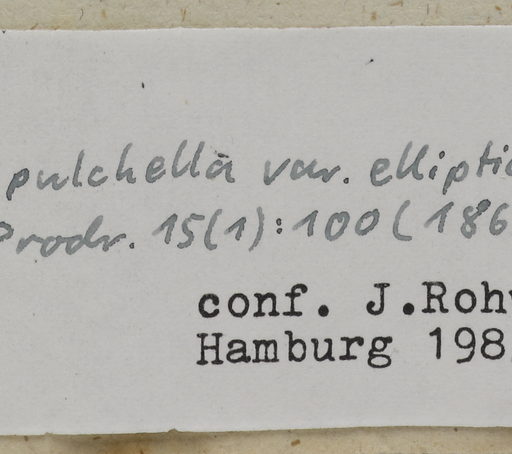 pulchella var. ellipti
Prodr. 15(1):100 (186
conf. J.Roh
Hamburg 198